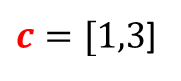 c = [1,3]